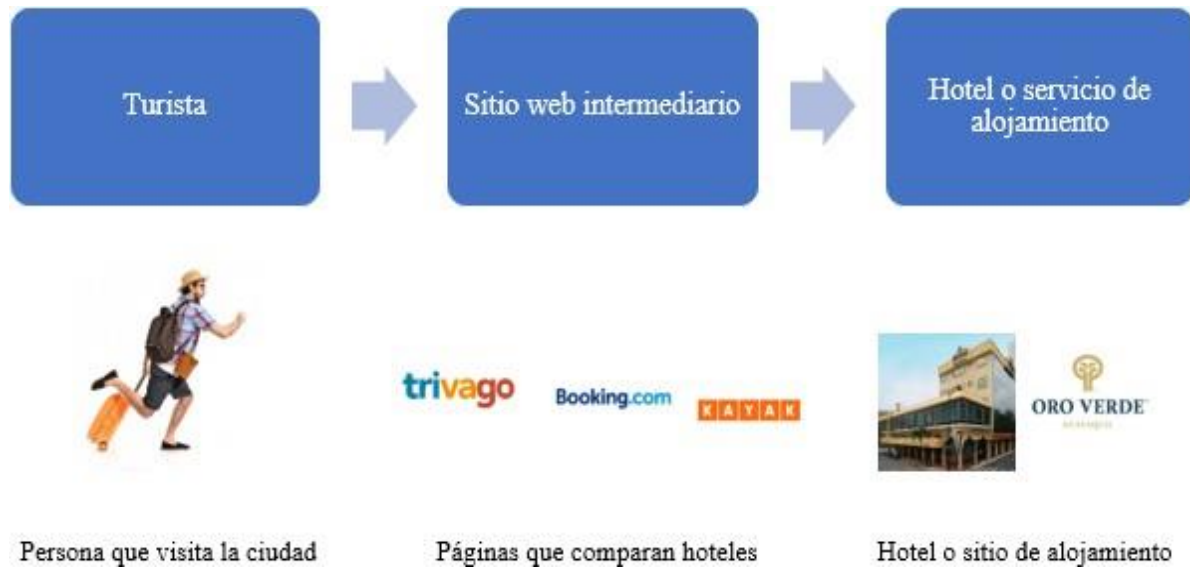 Turista
Sitio web intermediario
Hotel o servicio de
alojamiento
trivago
Booking.com
KAYAK
ORO VERDE
Persona que visita la ciudad
Páginas que comparan hoteles
Hotel o sitio de alojamiento